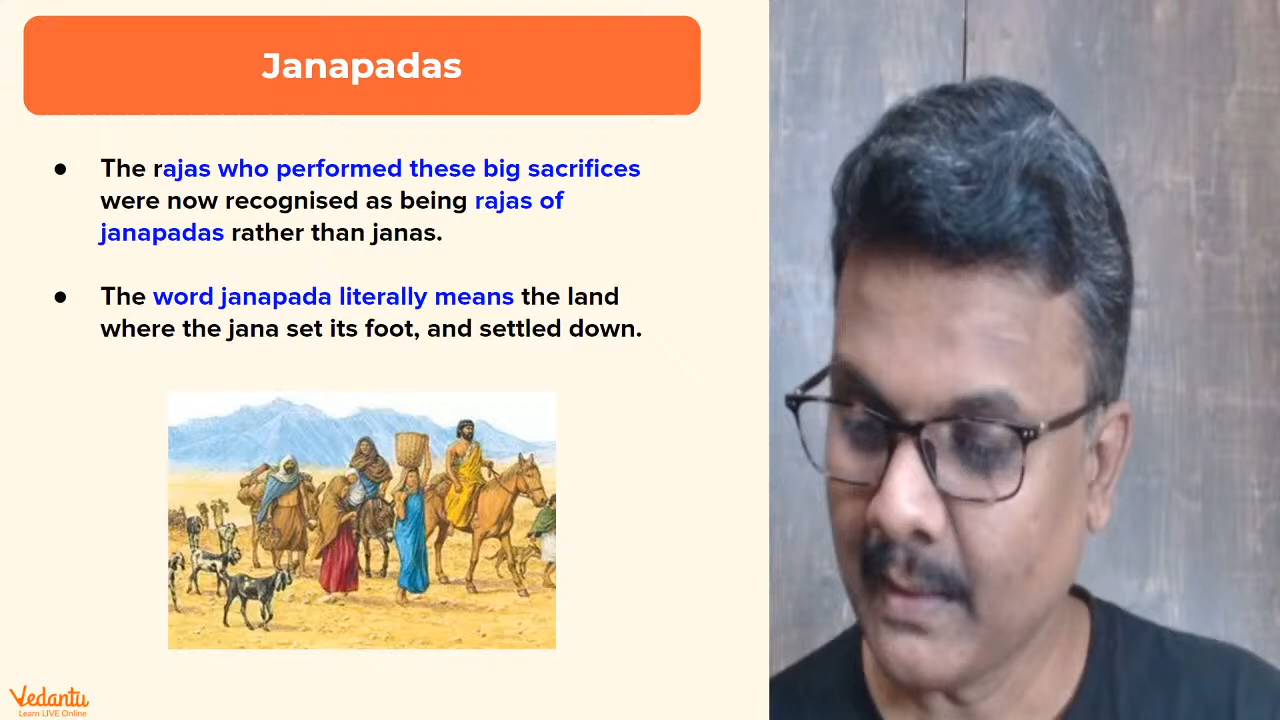 Janapadas
● The rajas who performed these big sacrifices
were now recognised as being rajas of
janapadas rather than janas.
● The word janapada literally means the land
where the jana set its foot, and settled down.
Vedantu
Learn LIVE Online